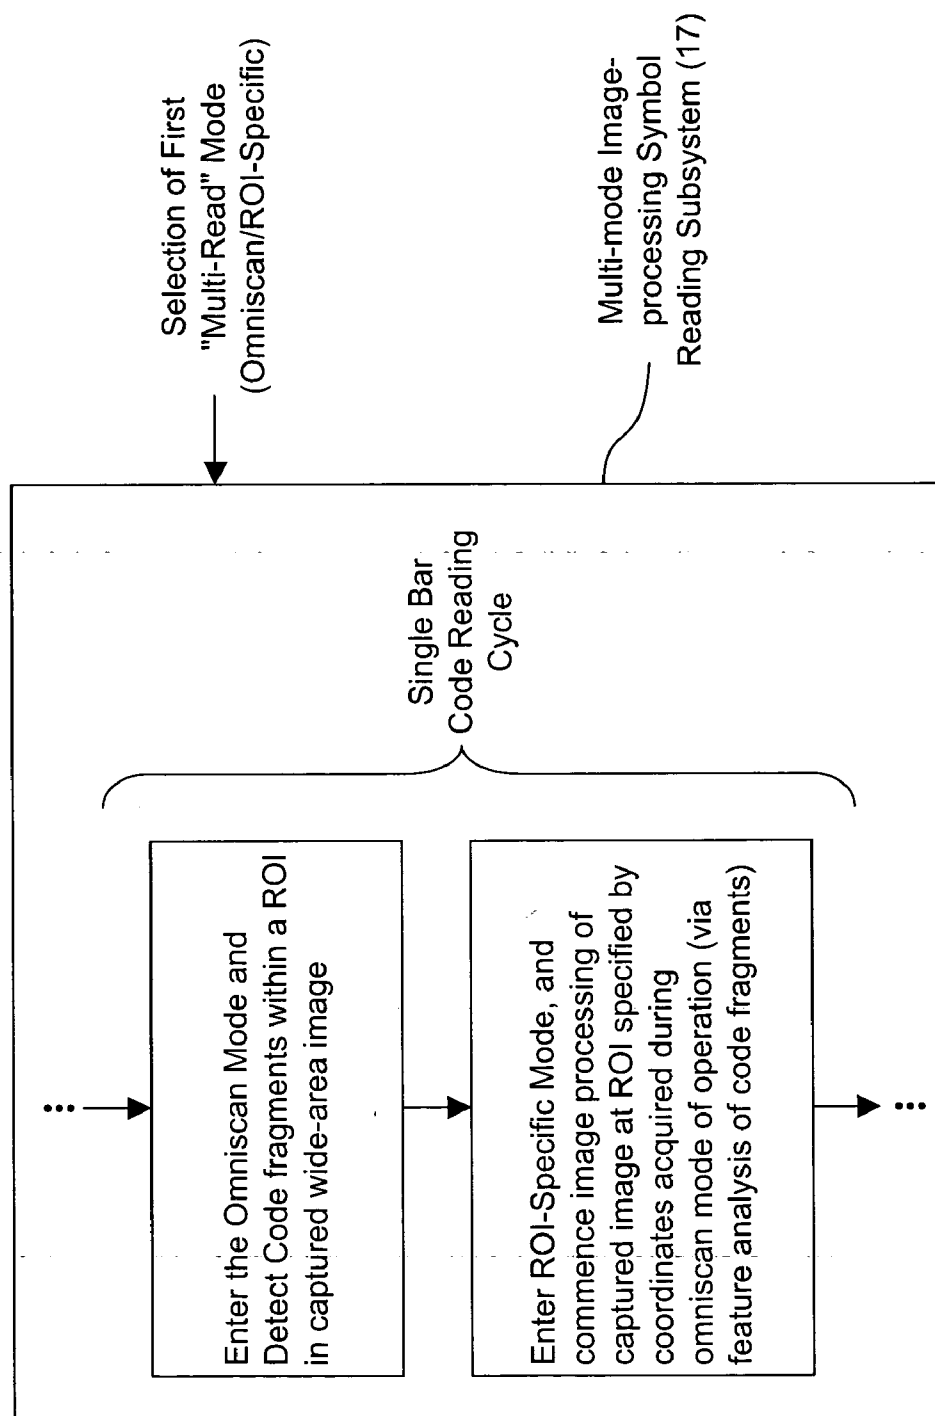 Selection of First
"Multi-Read" Mode
(Omniscan/ROI-Specific)
Multi-mode Image-
processing Symbol
Reading Subsystem (17)
Single Bar
Code Reading
Cycle
Enter the Omniscan Mode and
Detect Code fragments within a ROI
in captured wide-area image
Enter ROI-Specific Mode, and
commence image processing of
captured image at ROI specified by
coordinates acquired during
omniscan mode of operation (via
feature analysis of code fragments)